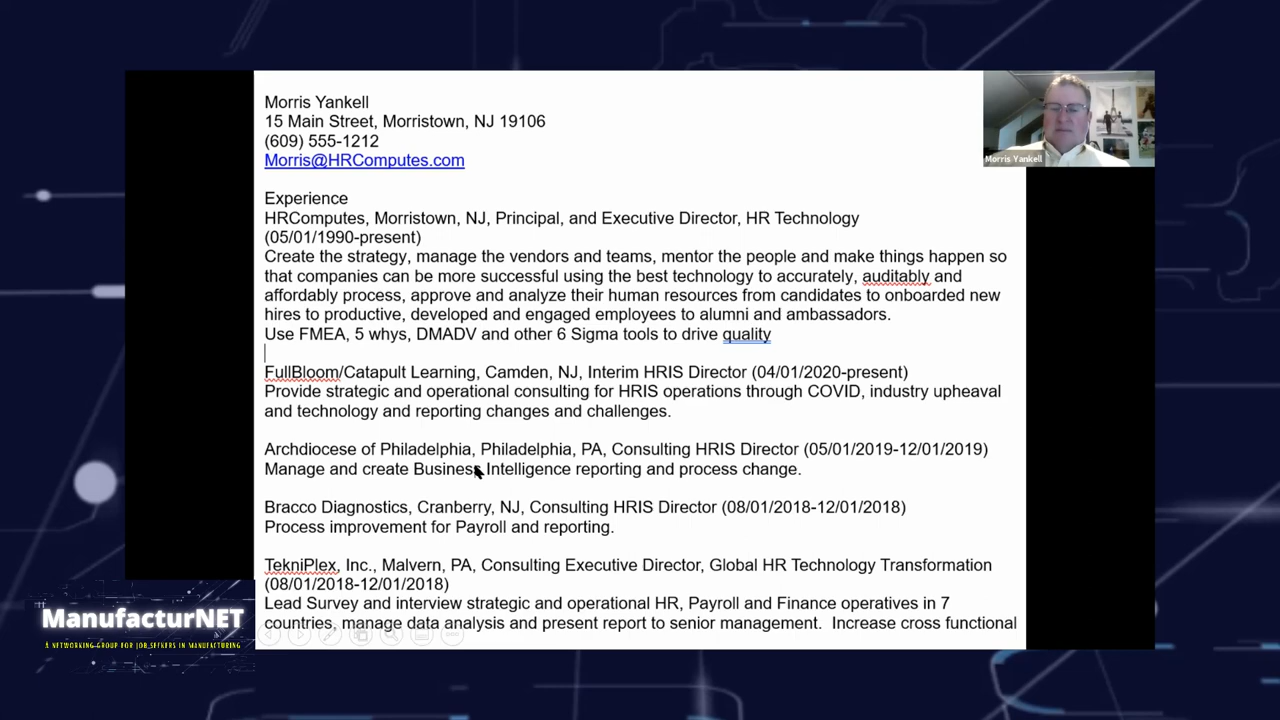 Morris Yankell
15 Main Street, Morristown, NJ 19106
(609) 555-1212
Morris@HRComputes.com
Morris Yankell
Experience
HRComputes, Morristown, NJ, Principal, and Executive Director, HR Technology
(05/01/1990-present)
Create the strategy, manage the vendors and teams, mentor the people and make things happen so
that companies can be more successful using the best technology to accurately, auditably and
affordably process, approve and analyze their human resources from candidates to onboarded new
hires to productive, developed and engaged employees to alumni and ambassadors.
Use FMEA, 5 whys, DMADV and other 6 Sigma tools to drive quality
FullBloom/Catapult Learning, Camden, NJ, Interim HRIS Director (04/01/2020-present)
Provide strategic and operational consulting for HRIS operations through COVID, industry upheaval
and technology and reporting changes and challenges.
Archdiocese of Philadelphia, Philadelphia, PA, Consulting HRIS Director (05/01/2019-12/01/2019)
Manage and create Business Intelligence reporting and process change.
Bracco Diagnostics, Cranberry, NJ, Consulting HRIS Director (08/01/2018-12/01/2018)
Process improvement for Payroll and reporting.
TekniPlex, Inc., Malvern, PA, Consulting Executive Director, Global HR Technology Transformation
(08/01/2018-12/01/2018)
Lead Survey and interview strategic and operational HR, Payroll and Finance operatives in 7
countries, manage data analysis and present report to senior management.  Increase cross functional
ManufacturNET
A NETWORKING GROUP FOR JOB SEEKERS IN MANUFACTURING